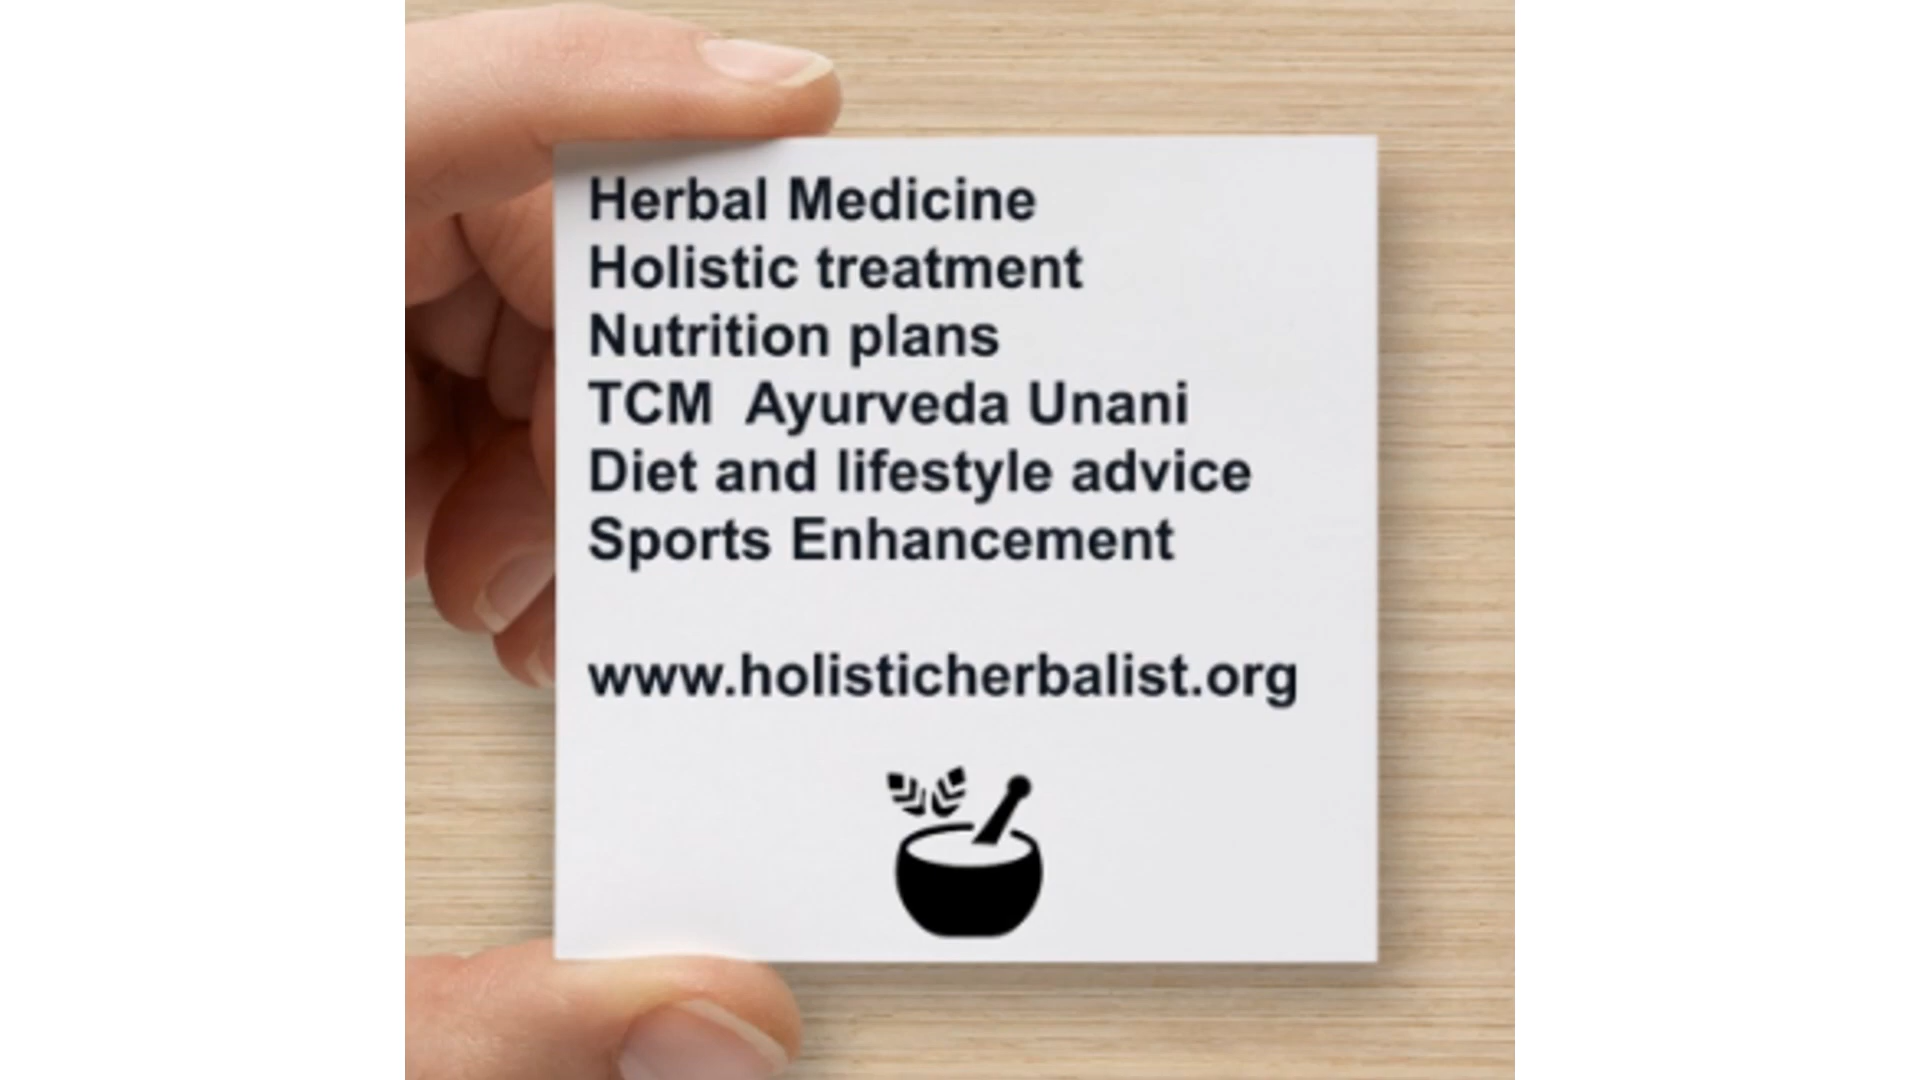 Herbal Medicine
Holistic treatment
Nutrition plans
TCM  Ayurveda Unani
Diet and lifestyle advice
Sports Enhancement
www.holisticherbalist.org